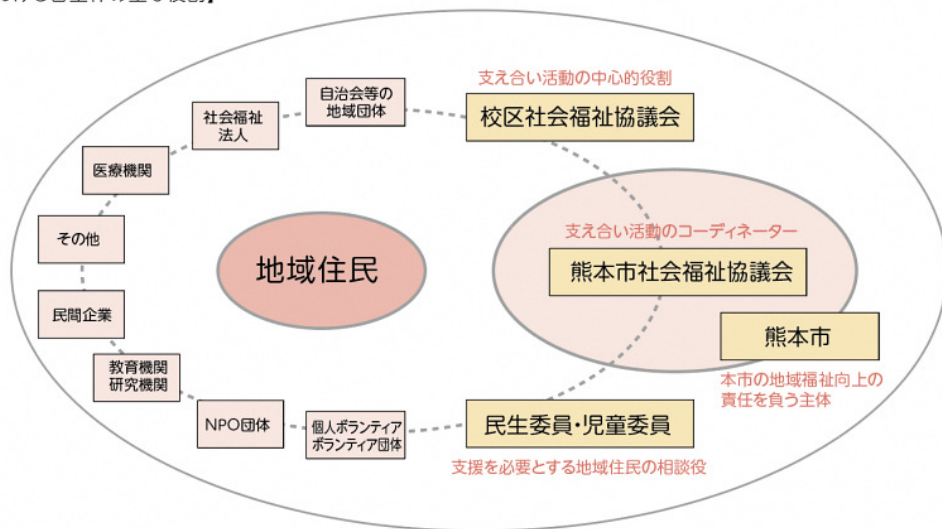 支え合い活動の中心的役割
校区社会福祉協議会
自治会等の
地域団体
社会福祉
法人
医療機関
その他
民間企業
教育機関
研究機関
NPO団体
個人ボランティア
ボランティア団体
地域住民
支え合い活動のコーディネーター
熊本市社会福祉協議会
熊本市
本市の地域福祉向上の
責任を負う主体
民生委員・児童委員
支援を必要とする地域住民の相談役